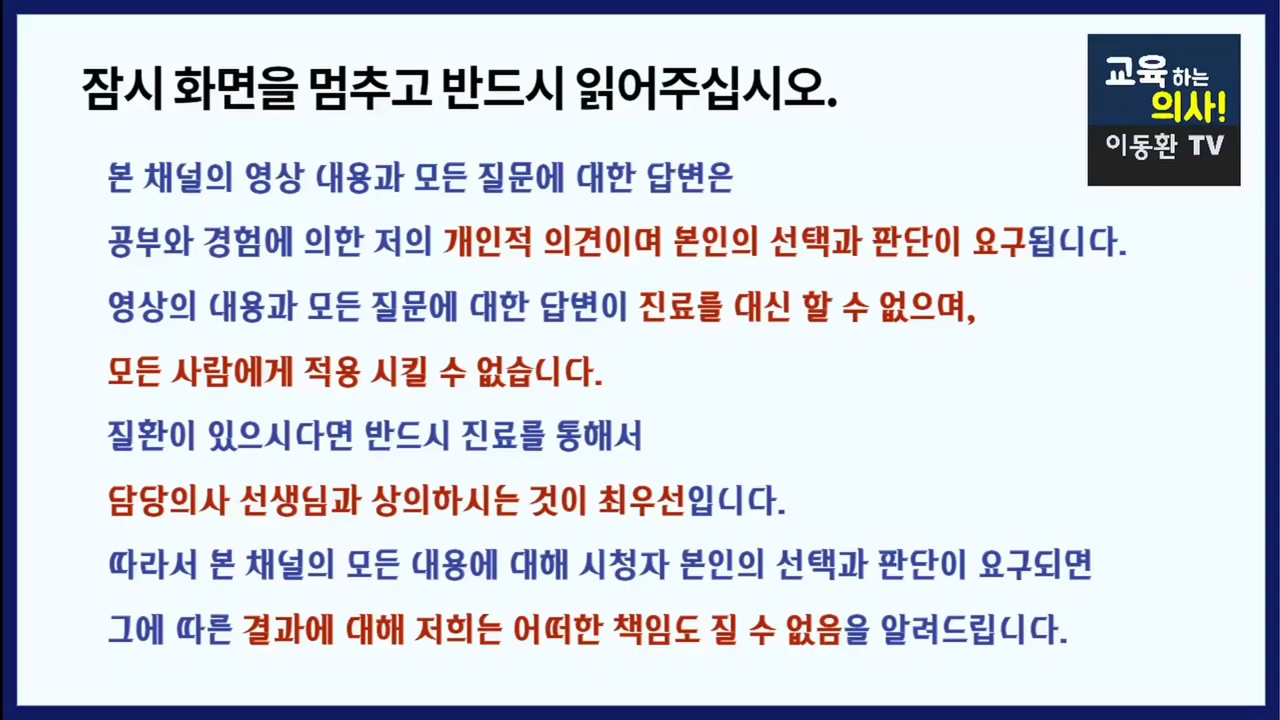 잠시 화면을 멈추고 반드시 읽어주십시오.
교육하는
의사!
이동환 TV
본 채널의 영상 내용과 모든 질문에 대한 답변은
공부와 경험에 의한 저의 개인적 의견이며 본인의 선택과 판단이 요구됩니다.
영상의 내용과 모든 질문에 대한 답변이 진료를 대신 할 수 없으며,
모든 사람에게 적용 시킬 수 없습니다.
질환이 있으시다면 반드시 진료를 통해서
담당의사 선생님과 상의하시는 것이 최우선입니다.
따라서 본 채널의 모든 내용에 대해 시청자 본인의 선택과 판단이 요구되면
그에 따른 결과에 대해 저희는 어떠한 책임도 질 수 없음을 알려드립니다.